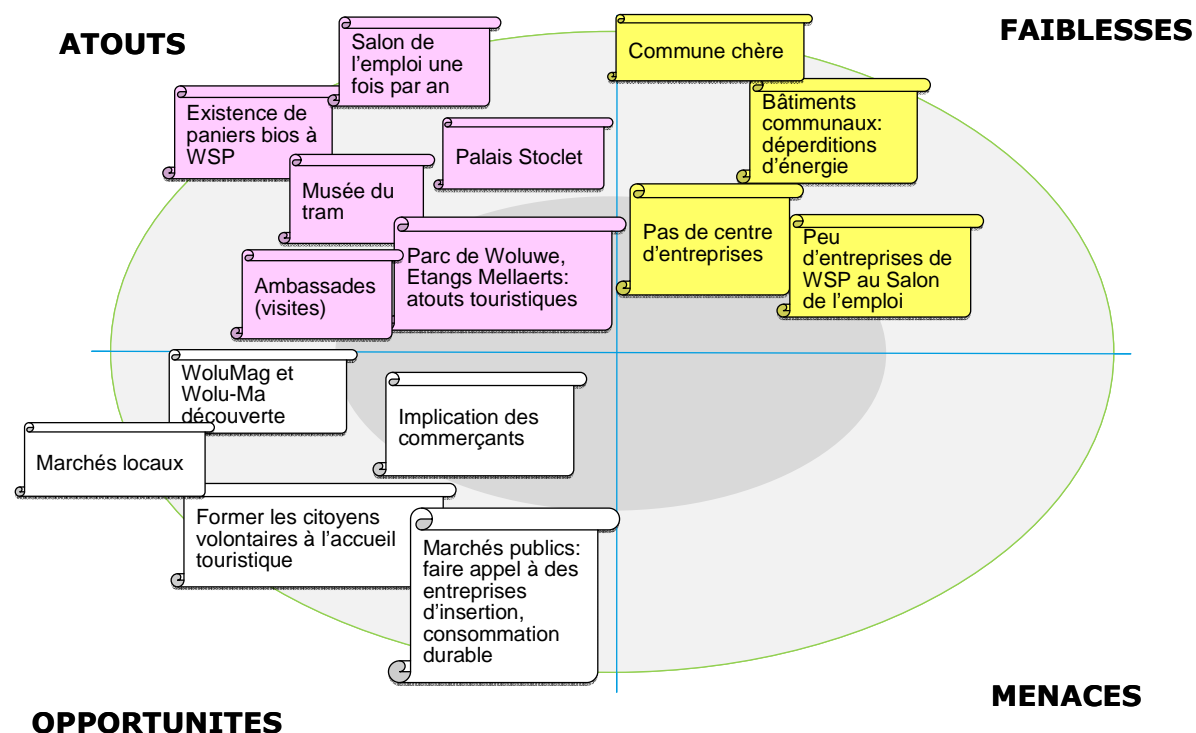 ATOUTS
FAIBLESSES
Salon de
l'emploi une
fois par an
Existence de
paniers bios à
WSP
Palais Stoclet
Musée du
tram
Parc de Woluwe,
Etangs Mellaerts:
atouts touristiques
Ambassades
(visites)
Commune chère
Bâtiments
communaux:
déperditions
d'énergie
Pas de centre
d'entreprises
Peu
d'entreprises de
WSP au Salon
de l'emploi
WoluMag et
Wolu-Ma
découverte
Implication des
commerçants
Marchés locaux
Former les citoyens
volontaires à l'accueil
touristique
Marchés publics:
faire appel à des
entreprises
d'insertion,
consommation
durable
OPPORTUNITES
MENACES